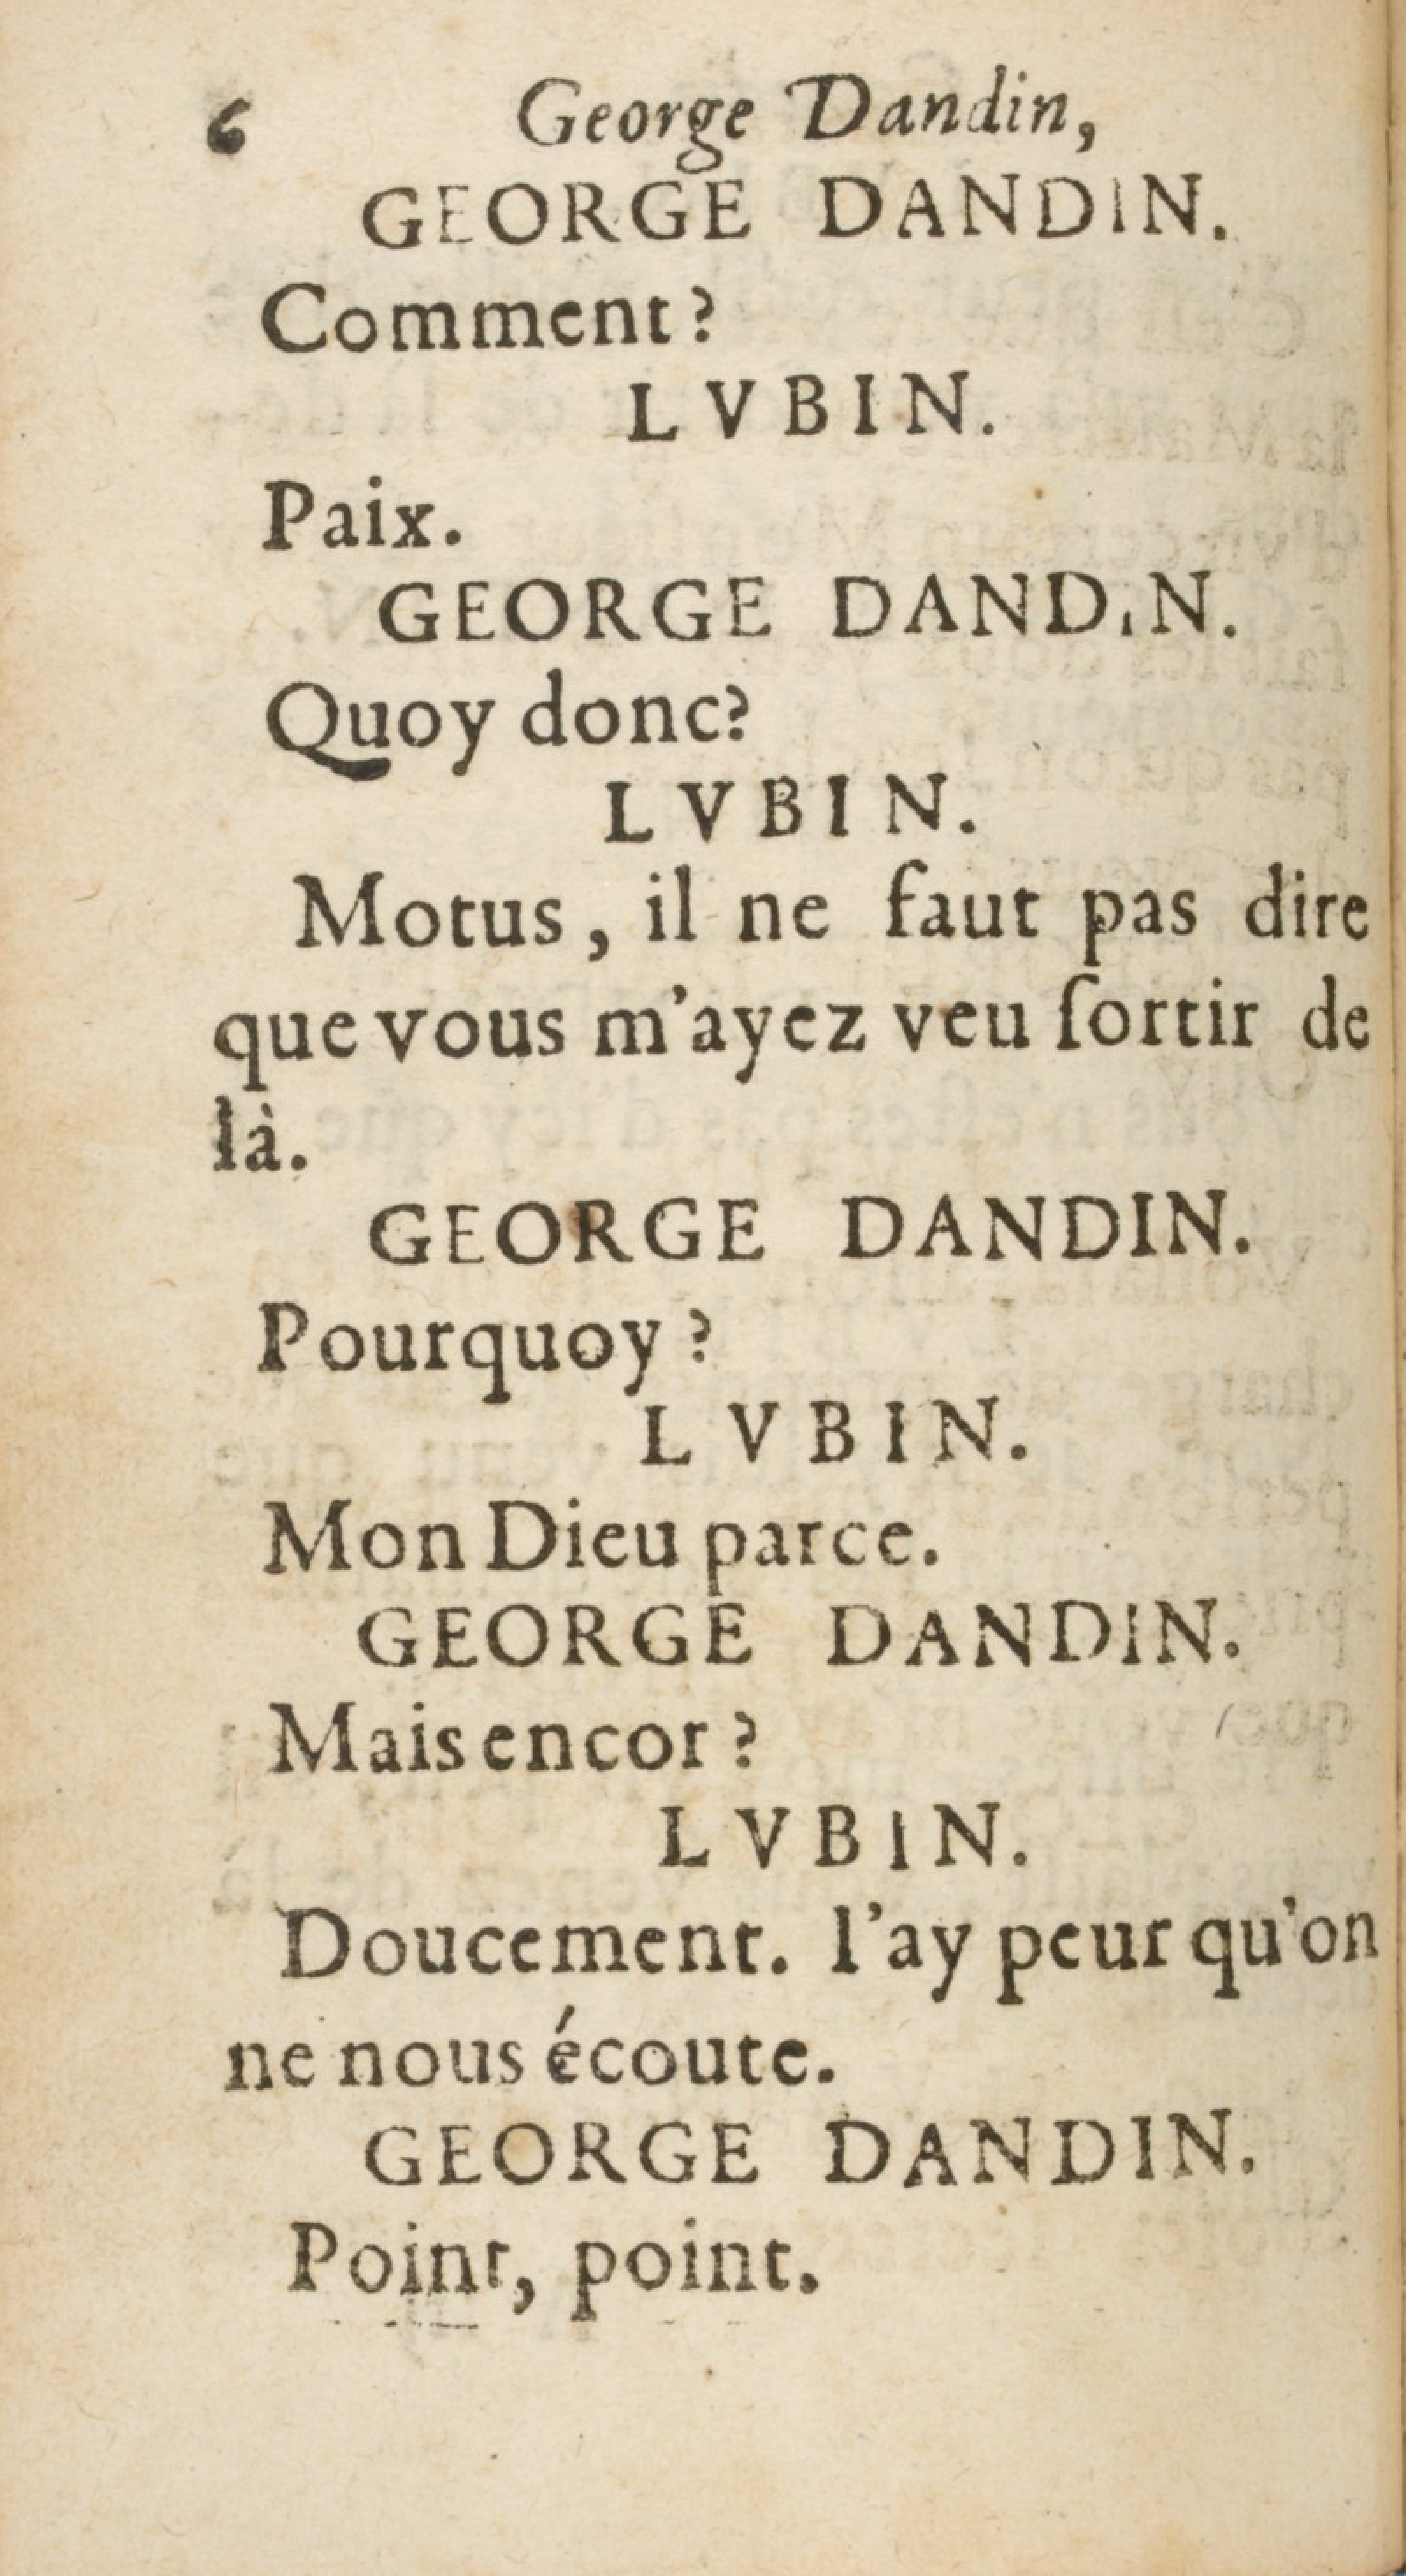 6 George Dandin,
GEORGE DANDIN.
Comment?
LVBIN.
Paix.
GEORGE DANDIN.
Quoy donc?
LVBIN.
Motus, il ne faut pas dire
que vous m'ayez veu ſortir de
là.
GEORGE DANDIN.
Pourquoy?
LVBIN.
Mon Dieu parce.
GEORGE DANDIN.
Mais encor?
LVBIN.
Doucement. I'ay peur qu'on
ne nous écoute.
GEORGE DANDIN.
Point, point.